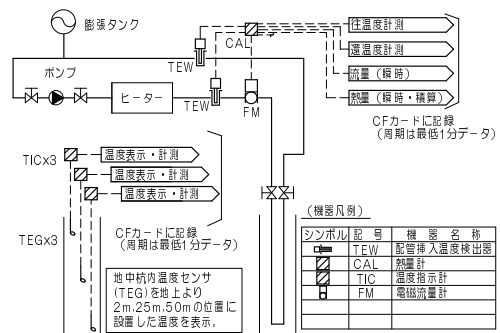 膨張タンク
ポンプ
ヒーター
TEW
TEW
CAL
FM
往温度計測
還温度計測
流量（瞬時）
熱量（瞬時・積算）
CFカードに記録
（周期は最低1分データ）
TICx3
温度表示・計測
温度表示・計測
温度表示・計測
TEGx3
CFカードに記録
（周期は最低1分データ）
地中杭内温度センサ
(TEG)を地上より
2m,25m,50mの位置に
設置した温度を表示。
（機器凡例）
シンボル 記号 機器名称
TEW 配管挿入温度検出器
CAL 熱量計
TIC 温度指示計
FM 電磁流量計